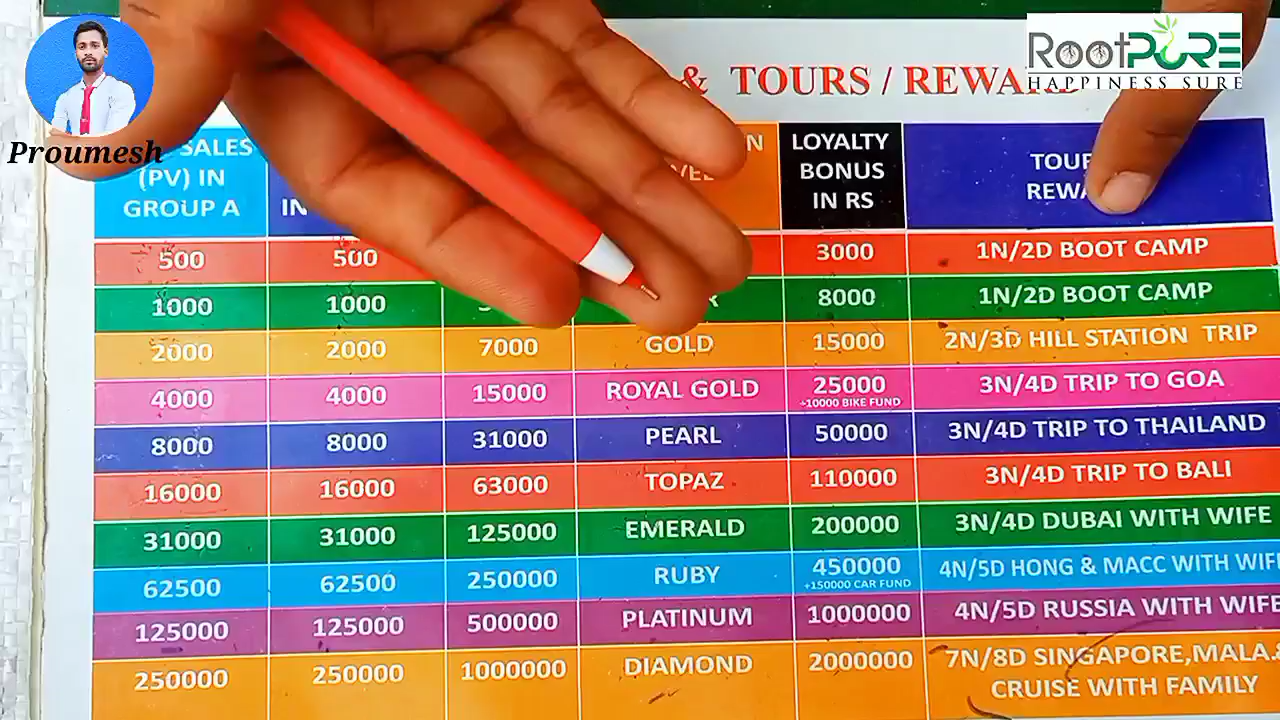 Proumesh
RootPURE
HAPPINESS SURE
& TOURS / REWARD
SALES
(PV) IN
GROUP A
IN
IN
LOYALTY
BONUS
IN RS
TOUR
500 500 3000 1N/2D BOOT CAMP
1000 1000 8000 1N/2D BOOT CAMP
2000 2000 7000 GOLD 15000 2N/3D HILL STATION TRIP
4000 4000 15000 ROYAL GOLD 25000 3N/4D TRIP TO GOA
+10000 BIKE FUND
8000 8000 31000 PEARL 50000 3N/4D TRIP TO THAILAND
16000 16000 63000 TOPAZ 110000 3N/4D TRIP TO BALI
31000 31000 125000 EMERALD 200000 3N/4D DUBAI WITH WIFE
62500 62500 250000 RUBY 450000 4N/5D HONG & MACC WITH WIF
+150000 CAR FUND
125000 125000 500000 PLATINUM 1000000 4N/5D RUSSIA WITH WIFE
250000 250000 1000000 DIAMOND 2000000 7N/8D SINGAPORE,MALA.&
CRUISE WITH FAMILY